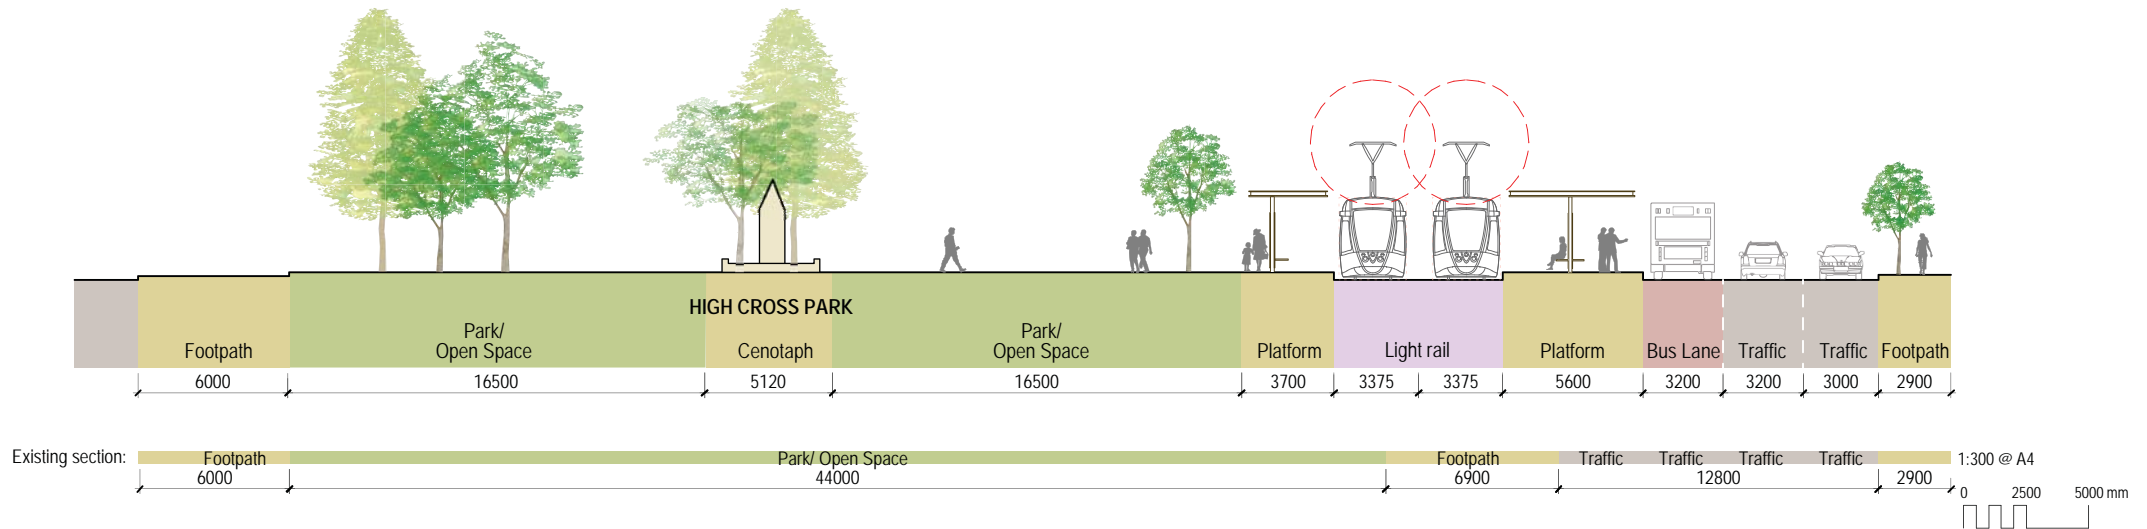 HIGH CROSS PARK
Footpath
Park/
Open Space
Cenotaph
Park/
Open Space
Platform
Light rail
Platform
Bus Lane
Traffic
Traffic
Footpath
6000
16500
5120
16500
3700
3375
3375
5600
3200
3200
3000
2900
Existing section:
Footpath
Park/ Open Space
Footpath
Traffic
Traffic
Traffic
Traffic
1:300 @ A4
6000
44000
6900
12800
2900
0
2500
5000 mm